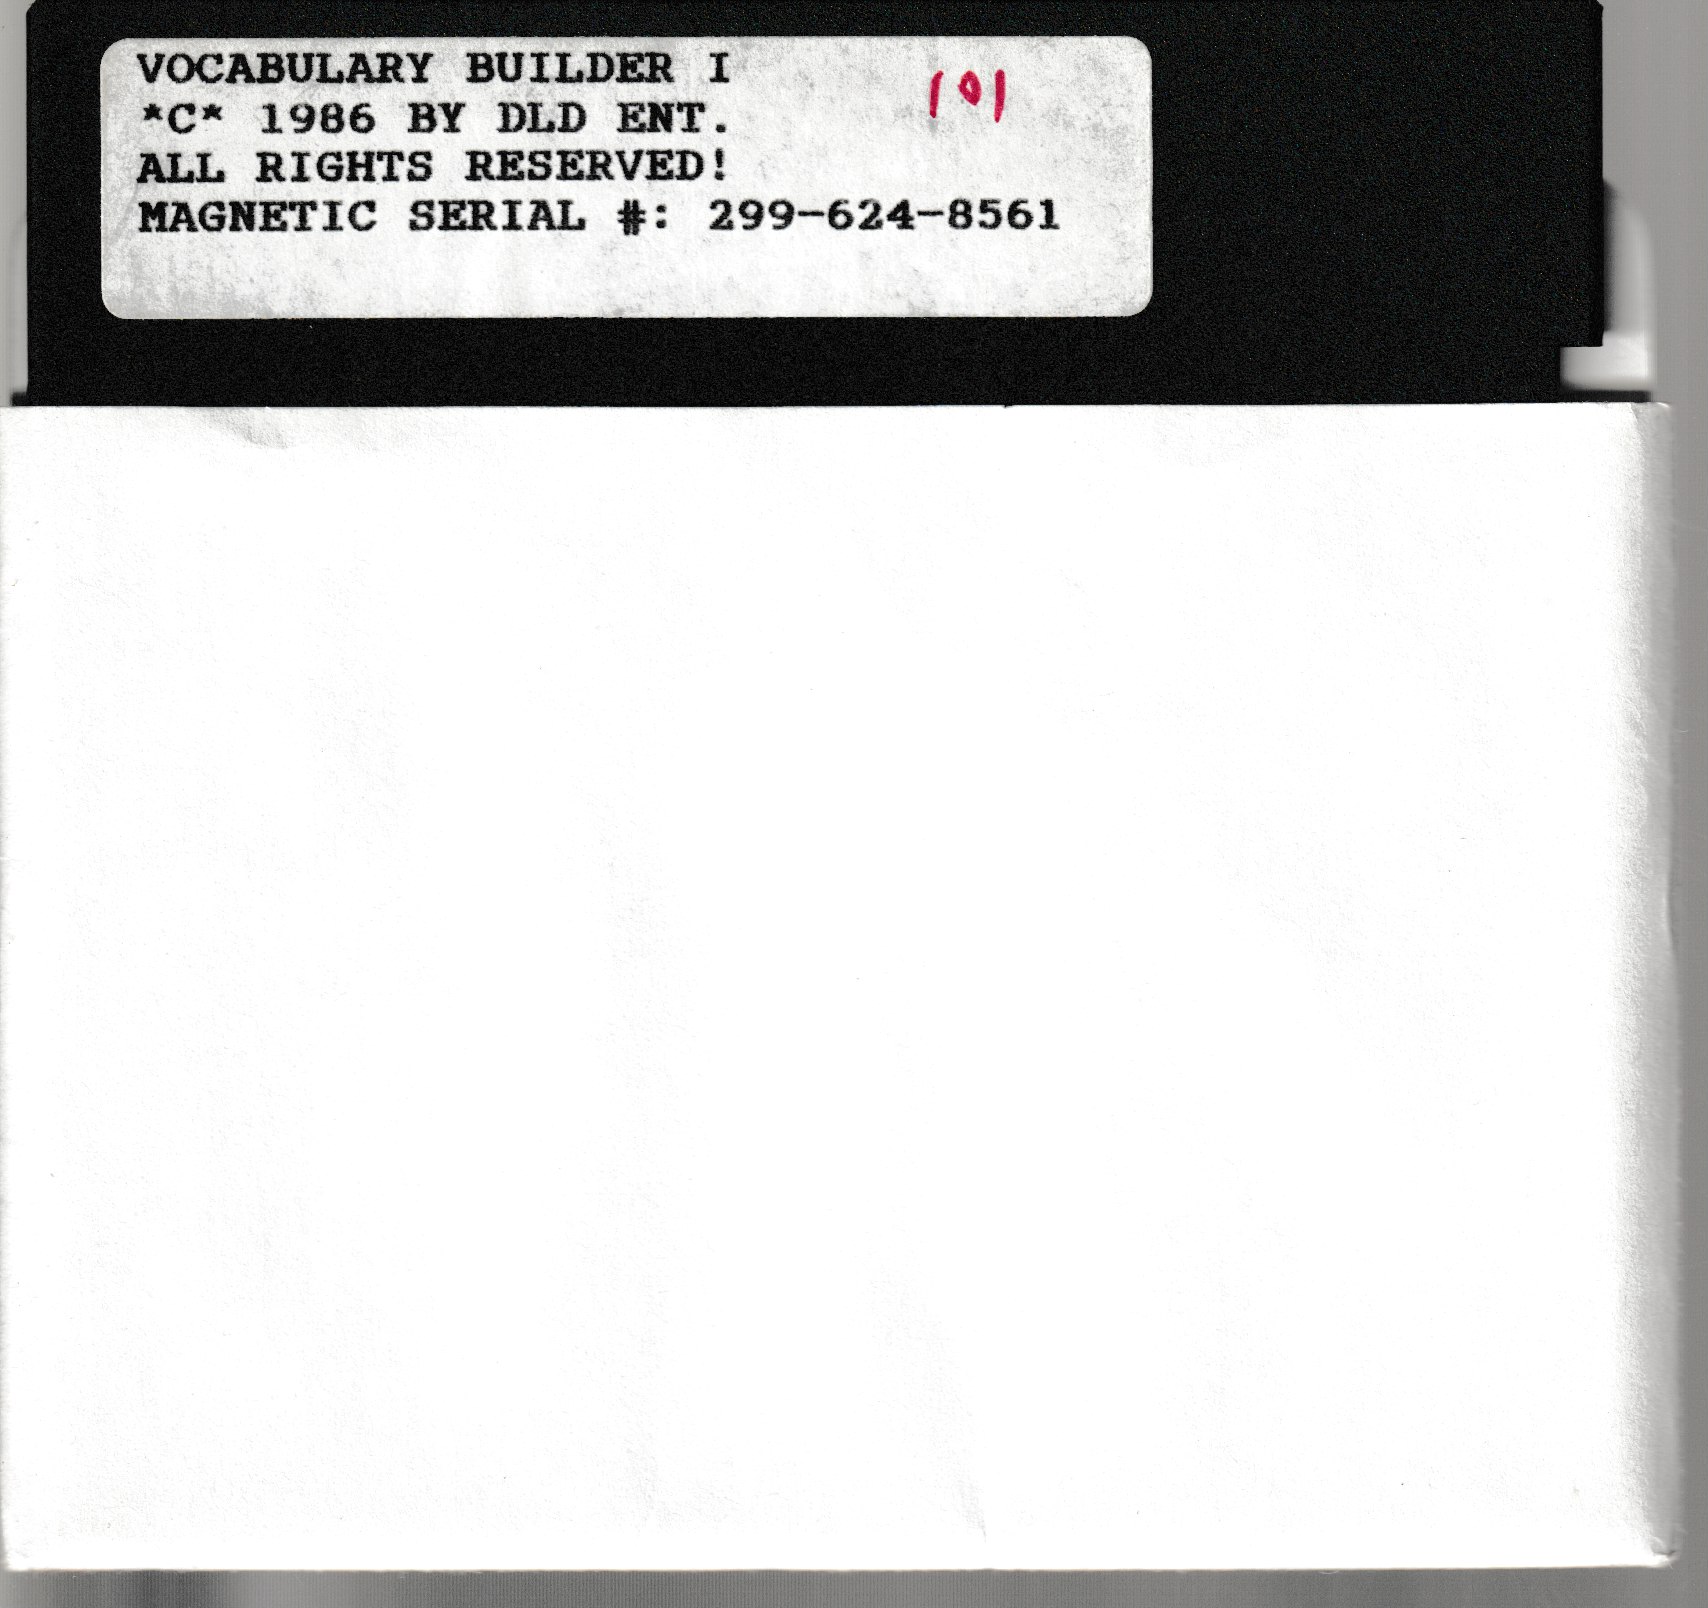 VOCABULARY BUILDER I
101
*C* 1986 BY DLD ENT.
ALL RIGHTS RESERVED!
MAGNETIC SERIAL #: 299-624-8561